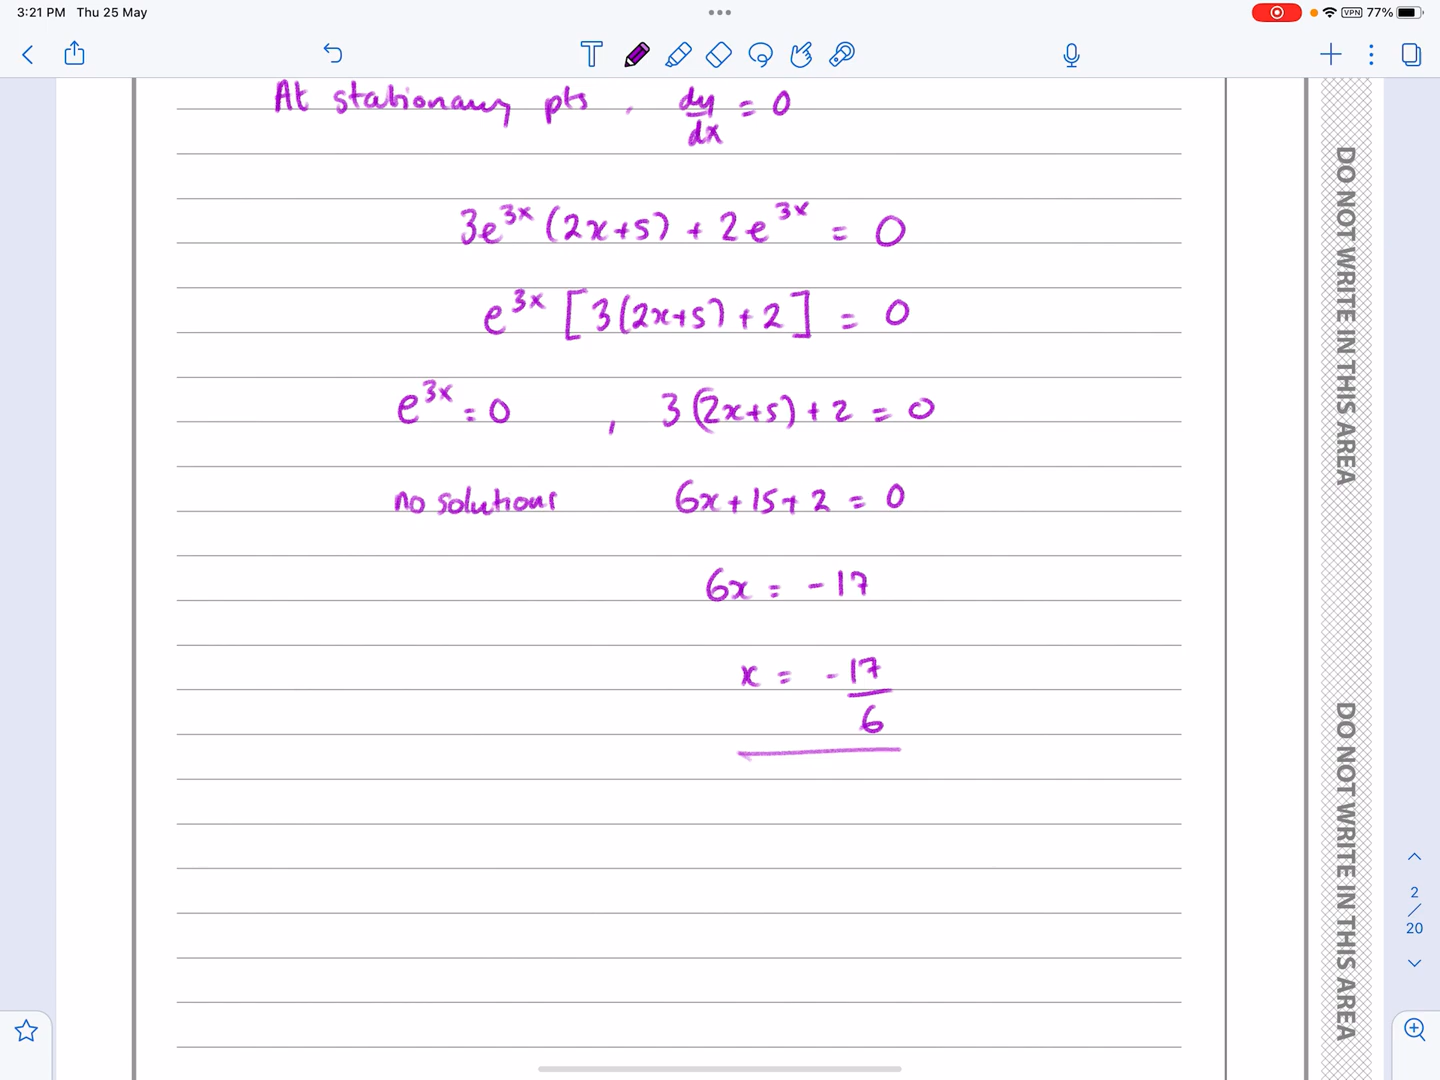 3:21 PM Thu 25 May
VPN 77%
At stationary pts, dy/dx = 0
3e^{3x} (2x+5) + 2e^{3x} = 0
e^{3x} [3(2x+5) + 2] = 0
e^{3x} = 0 , 3(2x+5) + 2 = 0
no solutions 6x + 15 + 2 = 0
6x = -17
x = -17/6
DO NOT WRITE IN THIS AREA
DO NOT WRITE IN THIS AREA
2
/
20